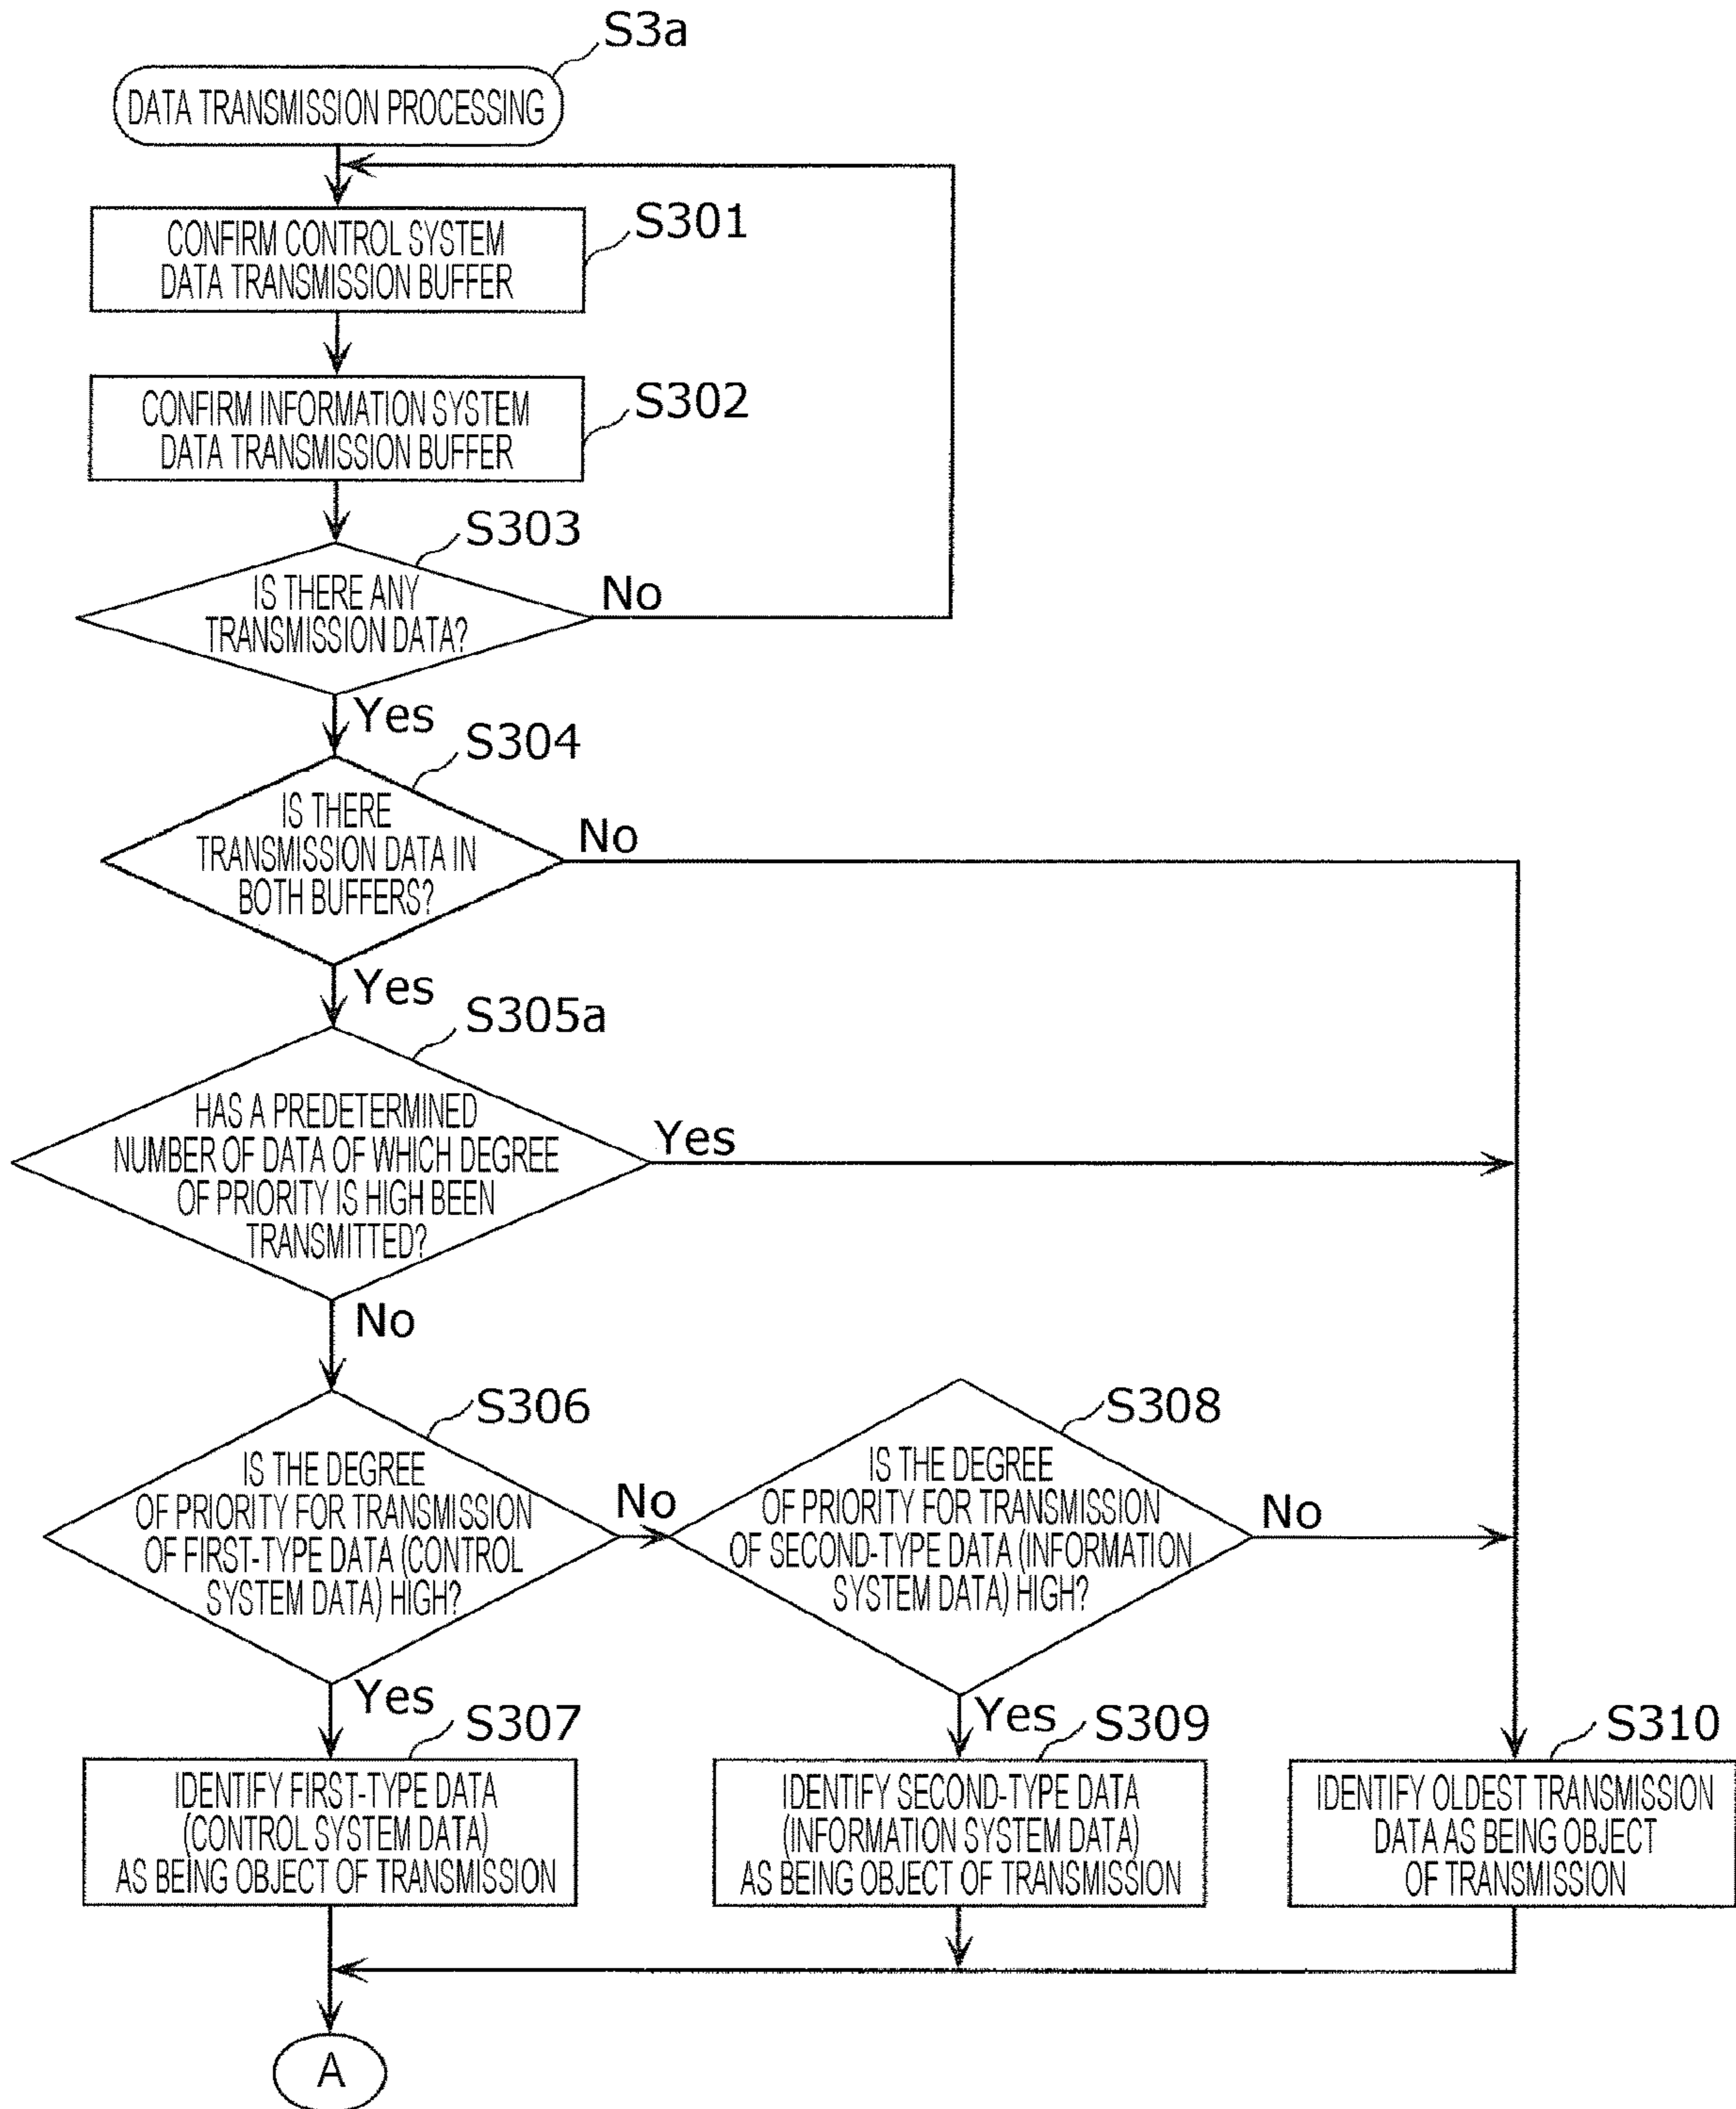 S3a
DATA TRANSMISSION PROCESSING
S301
CONFIRM CONTROL SYSTEM
DATA TRANSMISSION BUFFER
S302
CONFIRM INFORMATION SYSTEM
DATA TRANSMISSION BUFFER
S303
IS THERE ANY
TRANSMISSION DATA?
No
Yes
S304
IS THERE
TRANSMISSION DATA IN
BOTH BUFFERS?
No
Yes
S305a
HAS A PREDETERMINED
NUMBER OF DATA OF WHICH DEGREE
OF PRIORITY IS HIGH BEEN
TRANSMITTED?
Yes
No
S306
IS THE DEGREE
OF PRIORITY FOR TRANSMISSION
OF FIRST-TYPE DATA (CONTROL
SYSTEM DATA) HIGH?
No
S308
IS THE DEGREE
OF PRIORITY FOR TRANSMISSION
OF SECOND-TYPE DATA (INFORMATION
SYSTEM DATA) HIGH?
No
Yes
S307
IDENTIFY FIRST-TYPE DATA
(CONTROL SYSTEM DATA)
AS BEING OBJECT OF TRANSMISSION
Yes
S309
IDENTIFY SECOND-TYPE DATA
(INFORMATION SYSTEM DATA)
AS BEING OBJECT OF TRANSMISSION
S310
IDENTIFY OLDEST TRANSMISSION
DATA AS BEING OBJECT
OF TRANSMISSION
A